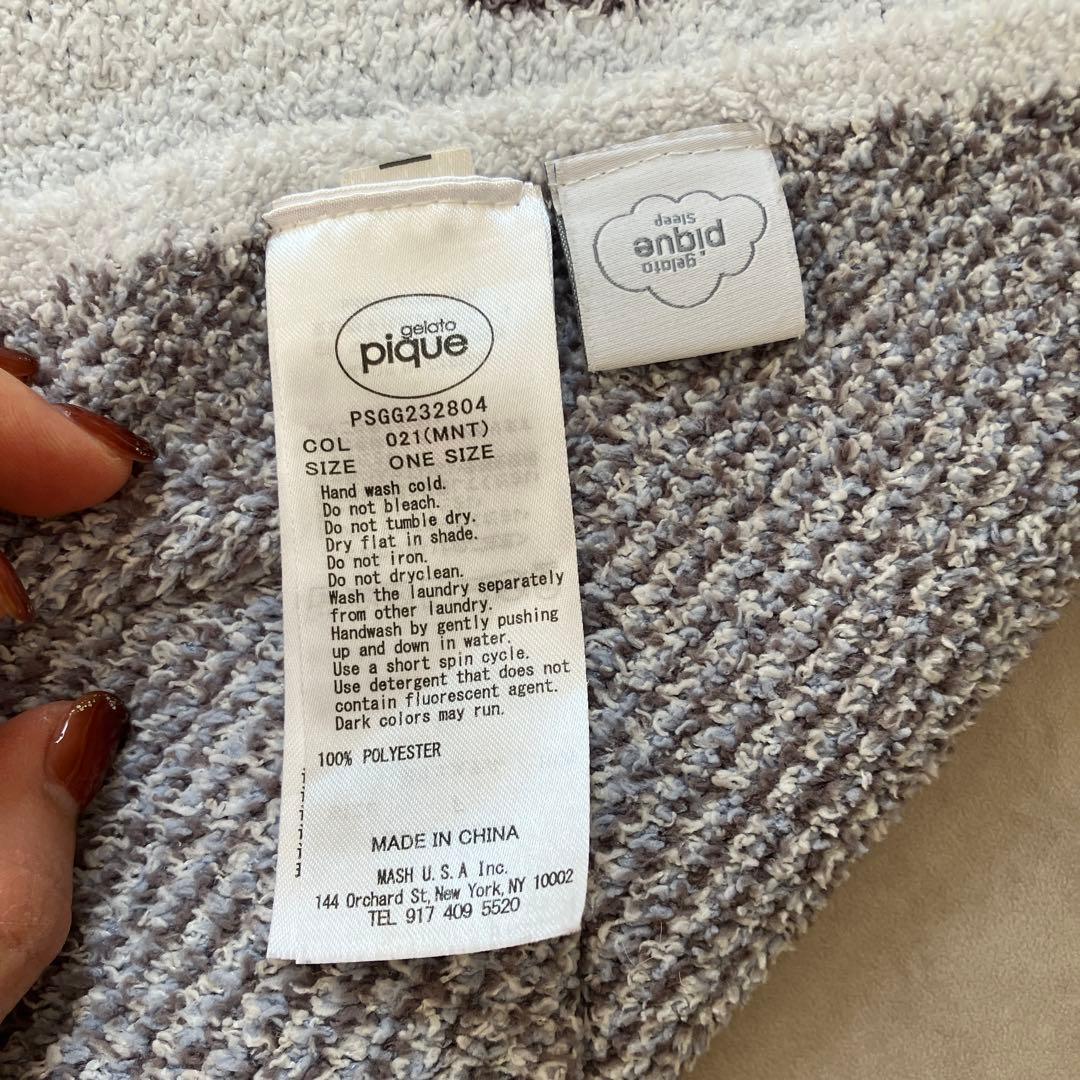 gelato
pique
PSGG232804
COL 021(MNT)
SIZE ONE SIZE
Hand wash cold.
Do not bleach.
Do not tumble dry.
Dry flat in shade.
Do not iron.
Do not dryclean.
Wash the laundry separately
from other laundry.
Handwash by gently pushing
up and down in water.
Use a short spin cycle.
Use detergent that does not
contain fluorescent agent.
Dark colors may run.
100% POLYESTER
MADE IN CHINA
MASH U.S.A Inc.
144 Orchard St, New York, NY 10002
TEL 917 409 5520
gelato
pique
Sleep